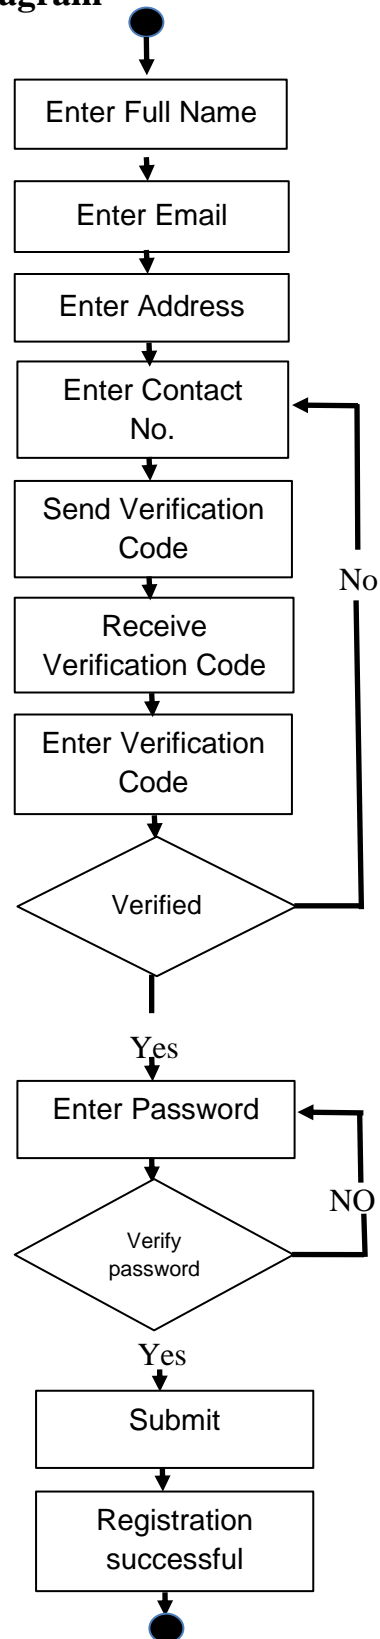 Enter Full Name
Enter Email
Enter Address
Enter Contact
No.
Send Verification
Code
No
Receive
Verification Code
Enter Verification
Code
Verified
Yes
Enter Password
NO
Verify
password
Yes
Submit
Registration
successful